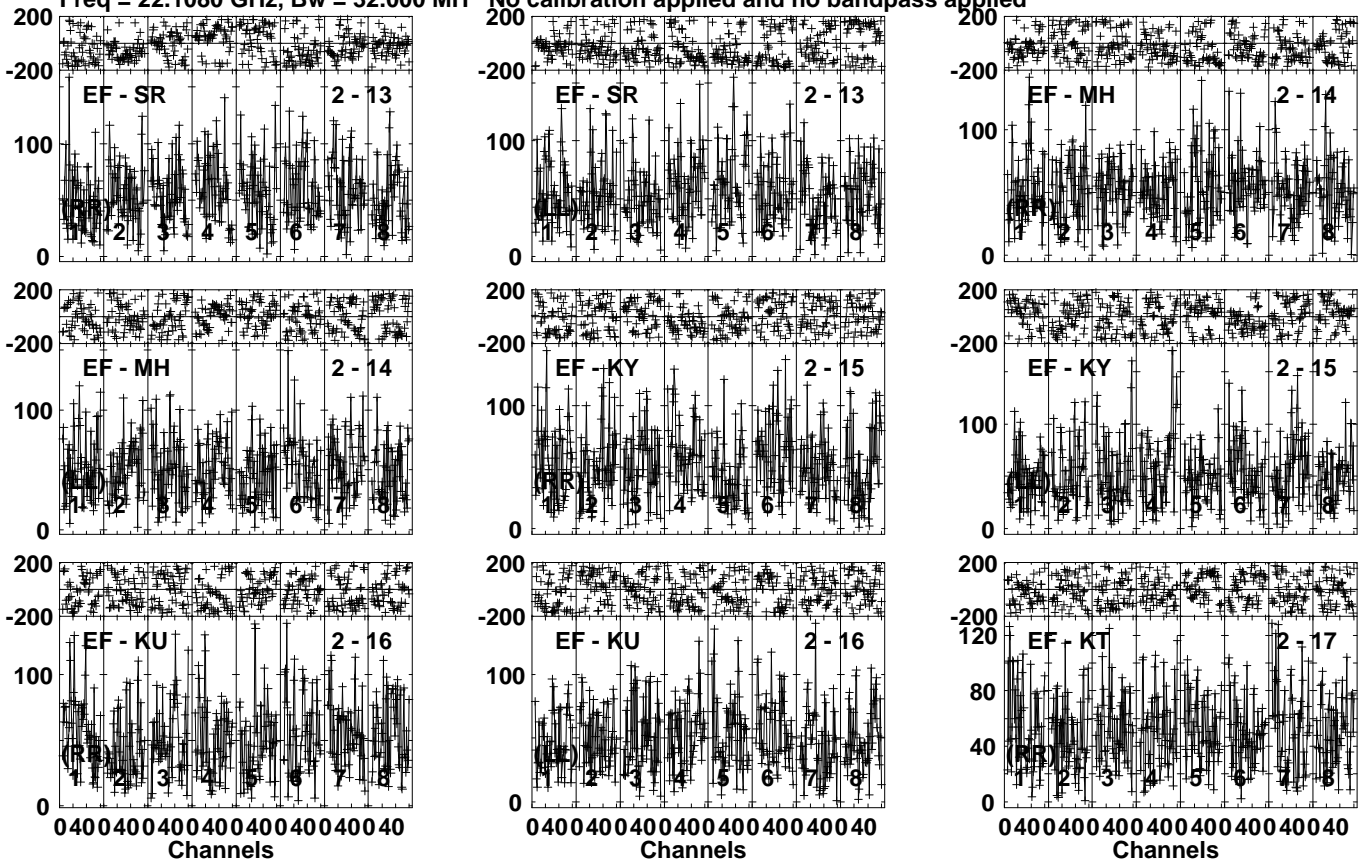 Freq = 22.1080 GHz, Bw = 32.000 MH No calibration applied and no bandpass applied
200
-200
EF - SR 2 - 13
100
(RR)
1 2 3 4 5 6 7 8
0
200
-200
EF - SR 2 - 13
100
(LL)
1 2 3 4 5 6 7 8
0
200
-200
EF - MH 2 - 14
100
(RR)
1 2 3 4 5 6 7 8
0
200
-200
EF - MH 2 - 14
100
(LL)
1 2 3 4 5 6 7 8
0
200
-200
EF - KY 2 - 15
100
(RR)
1 2 3 4 5 6 7 8
0
200
-200
EF - KY 2 - 15
100
(LL)
1 2 3 4 5 6 7 8
0
200
-200
EF - KU 2 - 16
100
(RR)
1 2 3 4 5 6 7 8
0
0 40 0 40 0 40 0 40 0 40 0 40 0 40 0 40
Channels
200
-200
EF - KU 2 - 16
100
(LL)
1 2 3 4 5 6 7 8
0
0 40 0 40 0 40 0 40 0 40 0 40 0 40 0 40
Channels
200
-200
120
EF - KT 2 - 17
80
40
(RR)
1 2 3 4 5 6 7 8
0
0 40 0 40 0 40 0 40 0 40 0 40 0 40 0 40
Channels